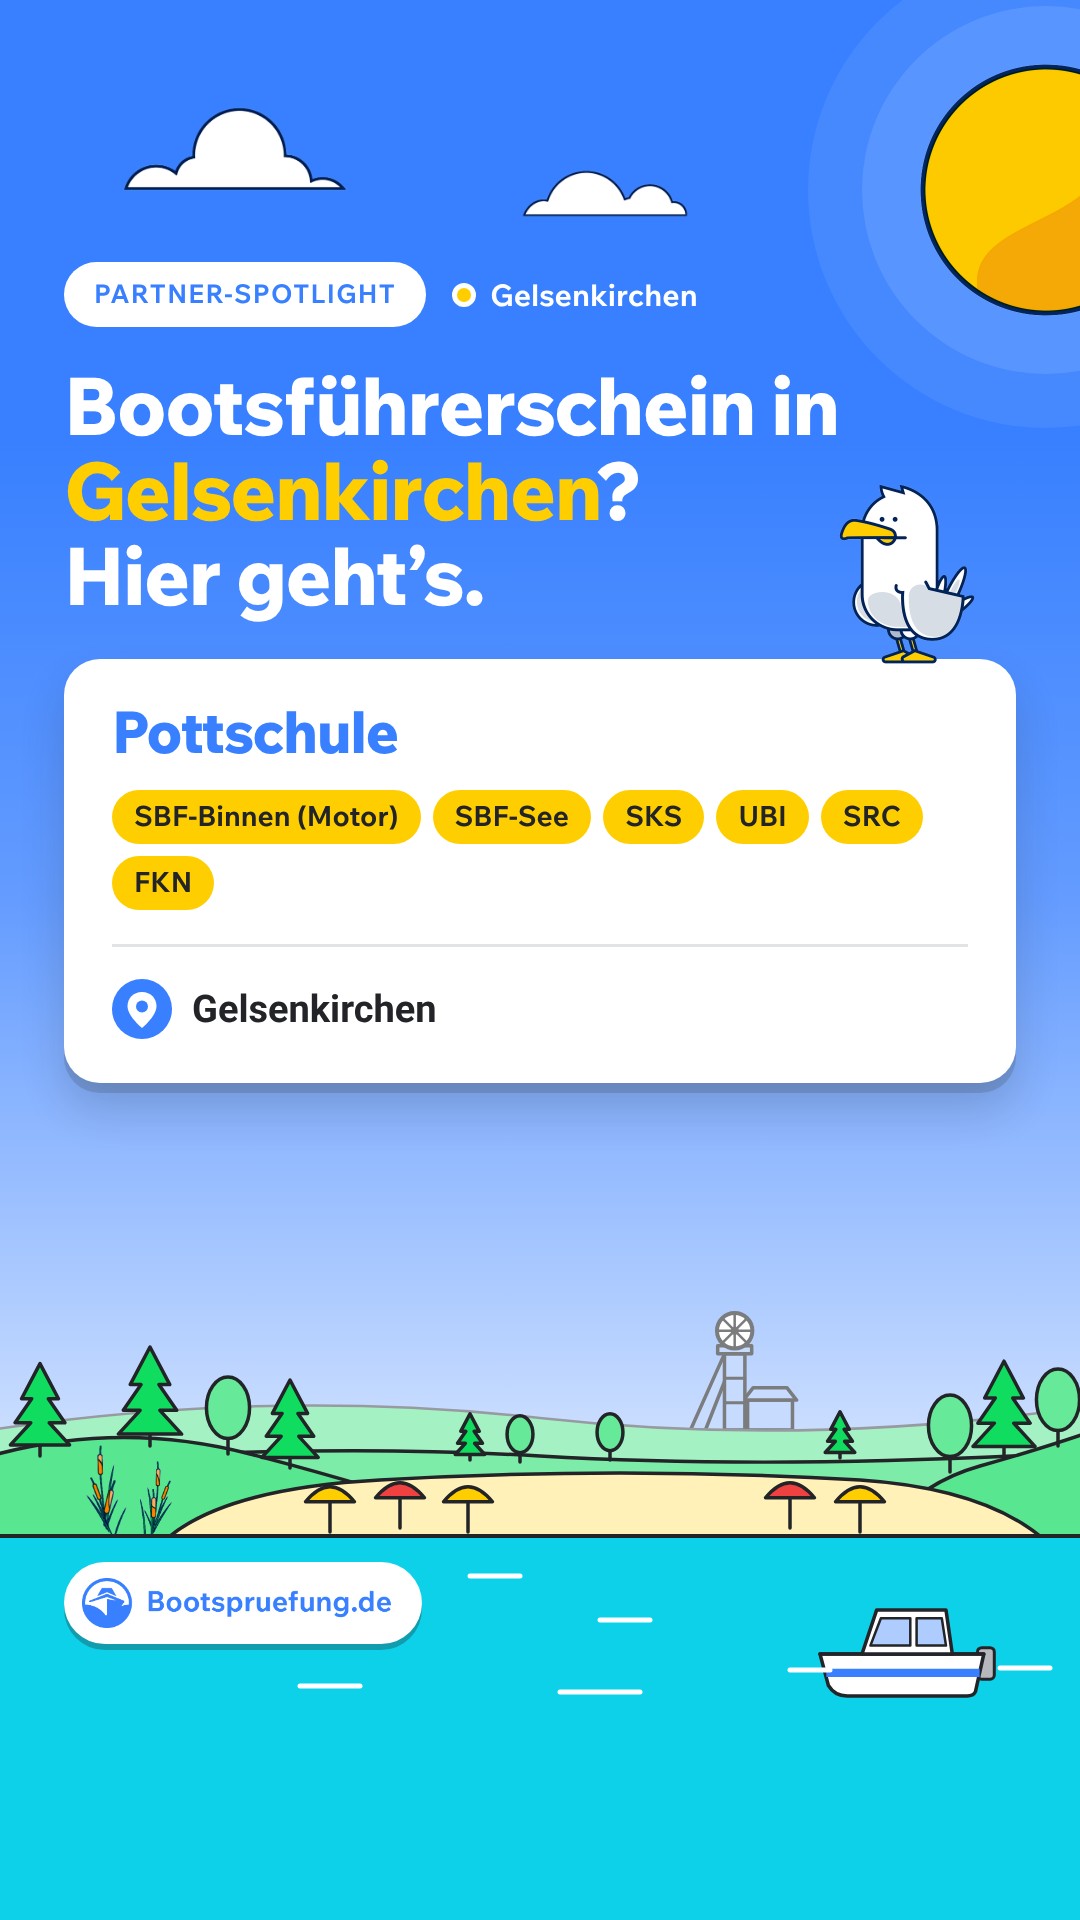 PARTNER-SPOTLIGHT
Gelsenkirchen
Bootsführerschein in
Gelsenkirchen?
Hier geht’s.
Pottschule
SBF-Binnen (Motor) SBF-See SKS UBI SRC
FKN
Gelsenkirchen
Bootspruefung.de